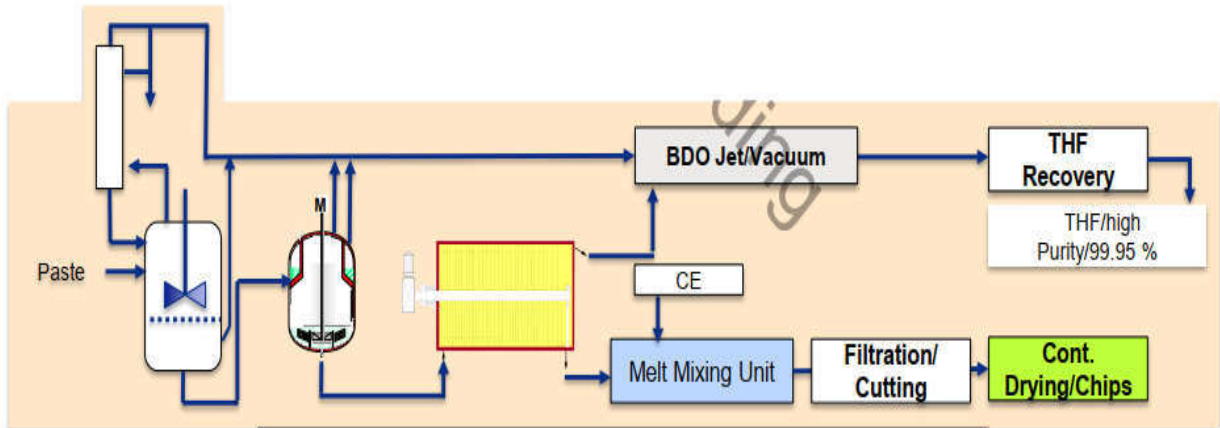 M
Paste
BDO Jet/Vacuum
THF
Recovery
THF/high
Purity/99.95 %
CE
Melt Mixing Unit
Filtration/
Cutting
Cont.
Drying/Chips